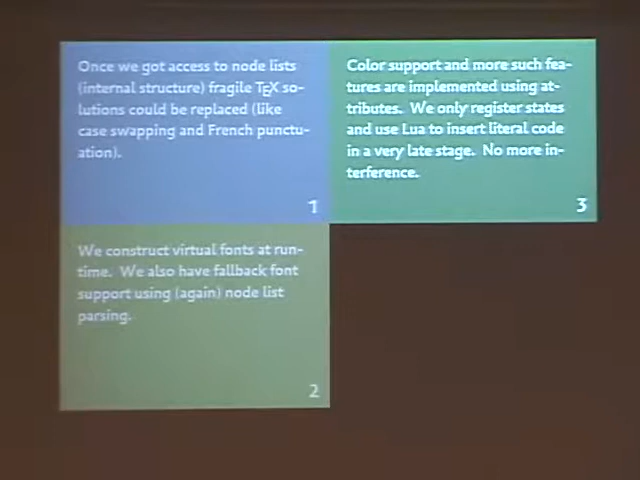 Once we got access to node lists
(internal structure) fragile TEX so-
lutions could be replaced (like
case swapping and French punctu-
ation).
1
We construct virtual fonts at run-
time. We also have fallback font
support using (again) node list
parsing.
2
Color support and more such fea-
tures are implemented using at-
tributes. We only register states
and use Lua to insert literal code
in a very late stage. No more in-
terference.
3